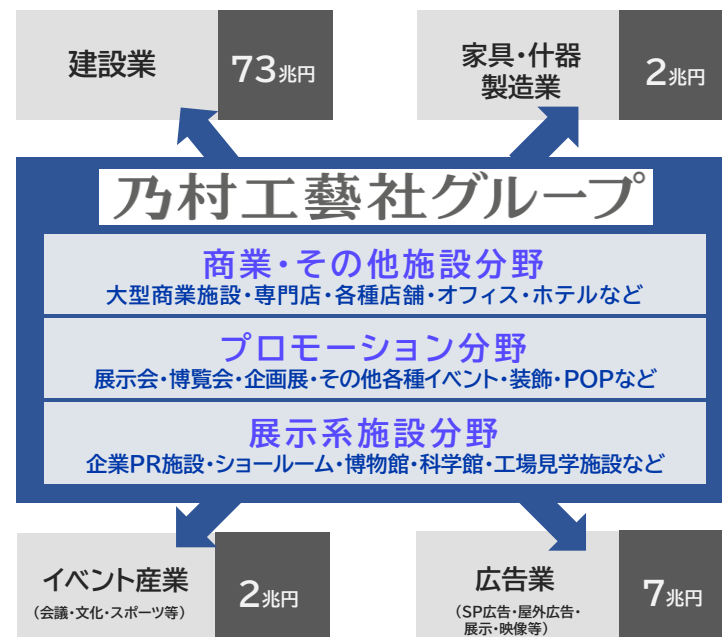 建設業
73兆円
家具・什器
製造業
2兆円
乃村工藝社グループ
商業・その他施設分野
大型商業施設・専門店・各種店舗・オフィス・ホテルなど
プロモーション分野
展示会・博覧会・企画展・その他各種イベント・装飾・POPなど
展示系施設分野
企業PR施設・ショールーム・博物館・科学館・工場見学施設など
イベント産業
（会議・文化・スポーツ等）
2兆円
広告業
（SP広告・屋外広告・
展示・映像等）
7兆円